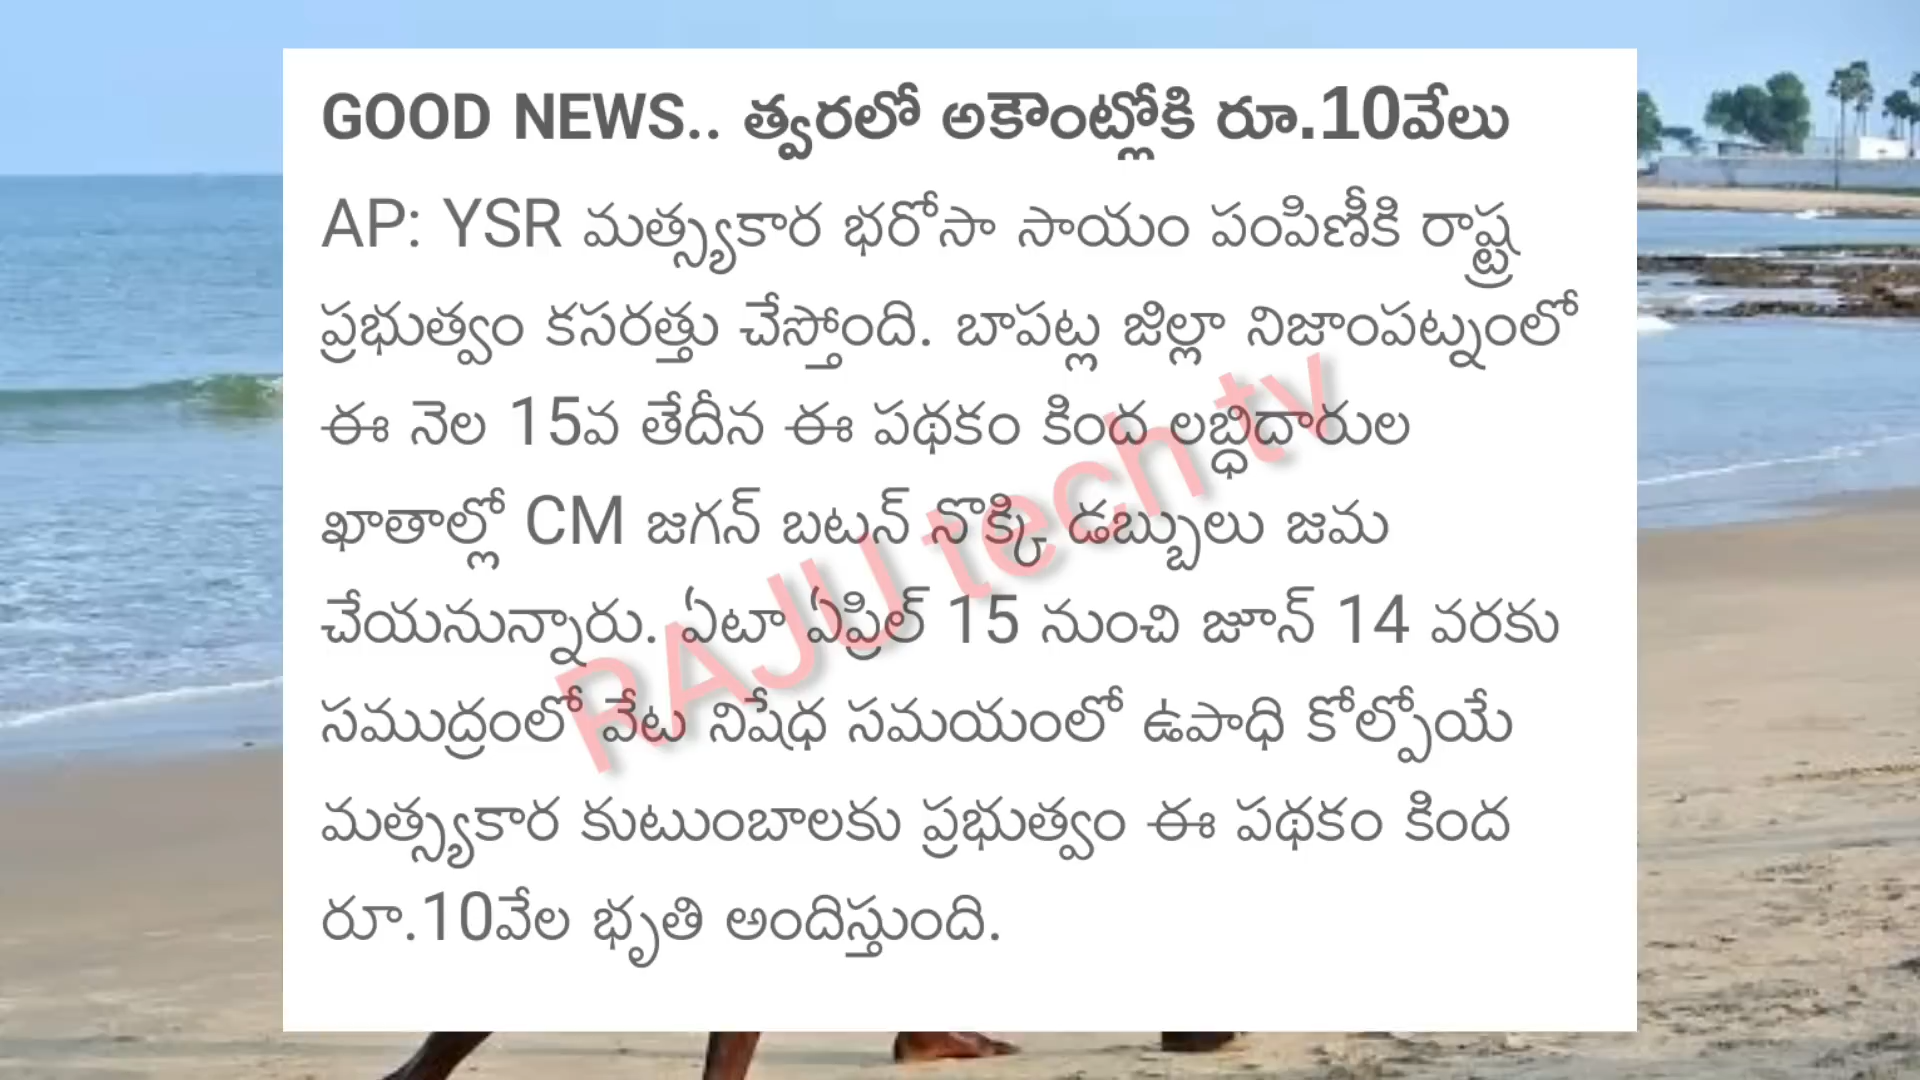 GOOD NEWS.. త్వరలో అకౌంట్లోకి రూ.10వేలు
AP: YSR మత్స్యకార భరోసా సాయం పంపిణీకి రాష్ట్ర
ప్రభుత్వం కసరత్తు చేస్తోంది. బాపట్ల జిల్లా నిజాంపట్నంలో
ఈ నెల 15వ తేదీన ఈ పథకం కింద లబ్ధిదారుల
ఖాతాల్లో CM జగన్ బటన్ నొక్కి డబ్బులు జమ
చేయనున్నారు. ఏటా ఏప్రిల్ 15 నుంచి జూన్ 14 వరకు
సముద్రంలో వేట నిషేధ సమయంలో ఉపాధి కోల్పోయే
మత్స్యకార కుటుంబాలకు ప్రభుత్వం ఈ పథకం కింద
రూ.10వేల భృతి అందిస్తుంది.
RAJU tech tv